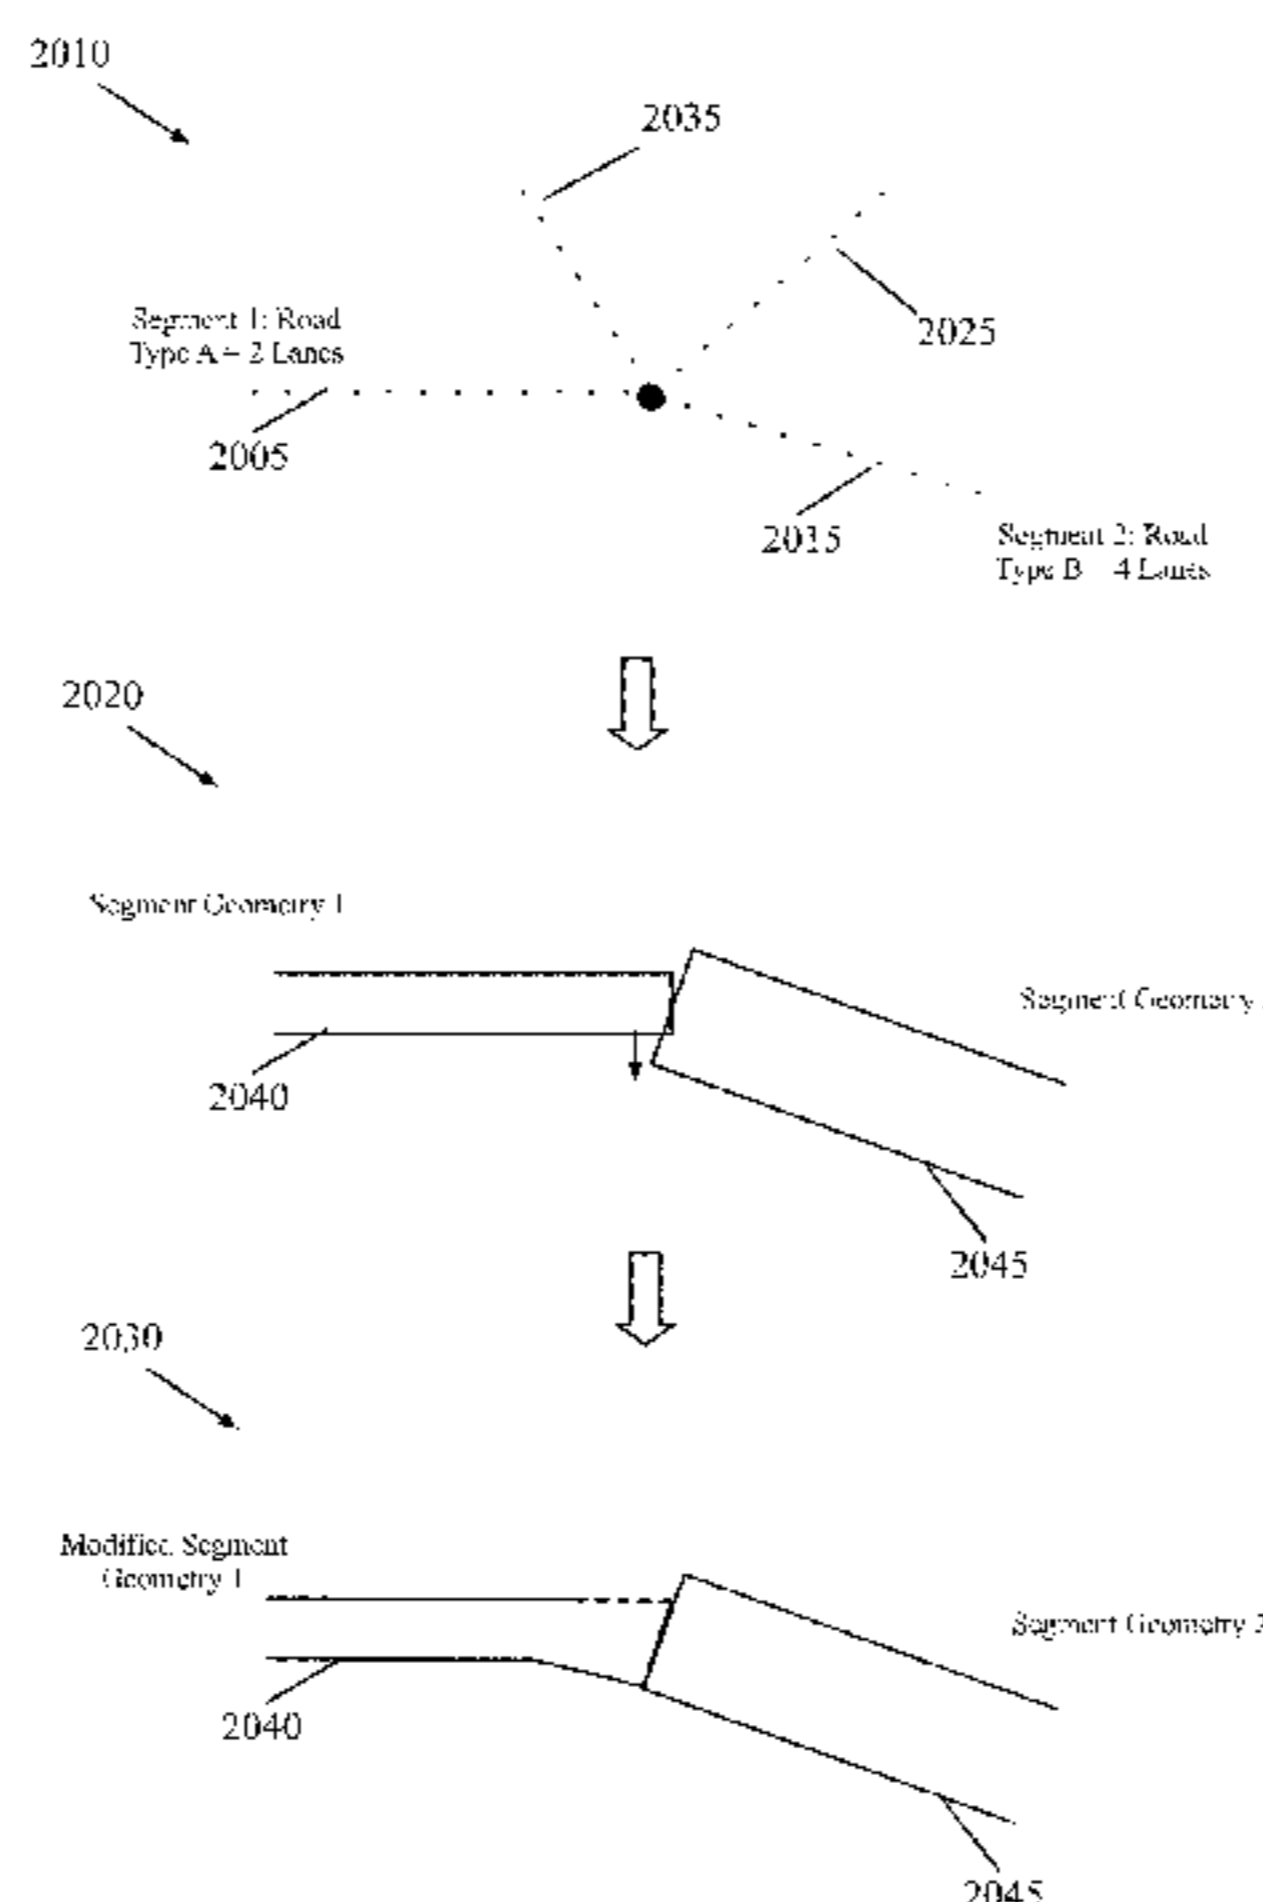 2010
2035
Segment 1: Road
Type A – 2 Lanes
2025
2005
2015
Segment 2: Road
Type B – 4 Lanes
2020
Segment Geometry 1
Segment Geometry
2040
2045
2030
Modified Segment
Geometry 1
Segment Geometry 2
2040
2045